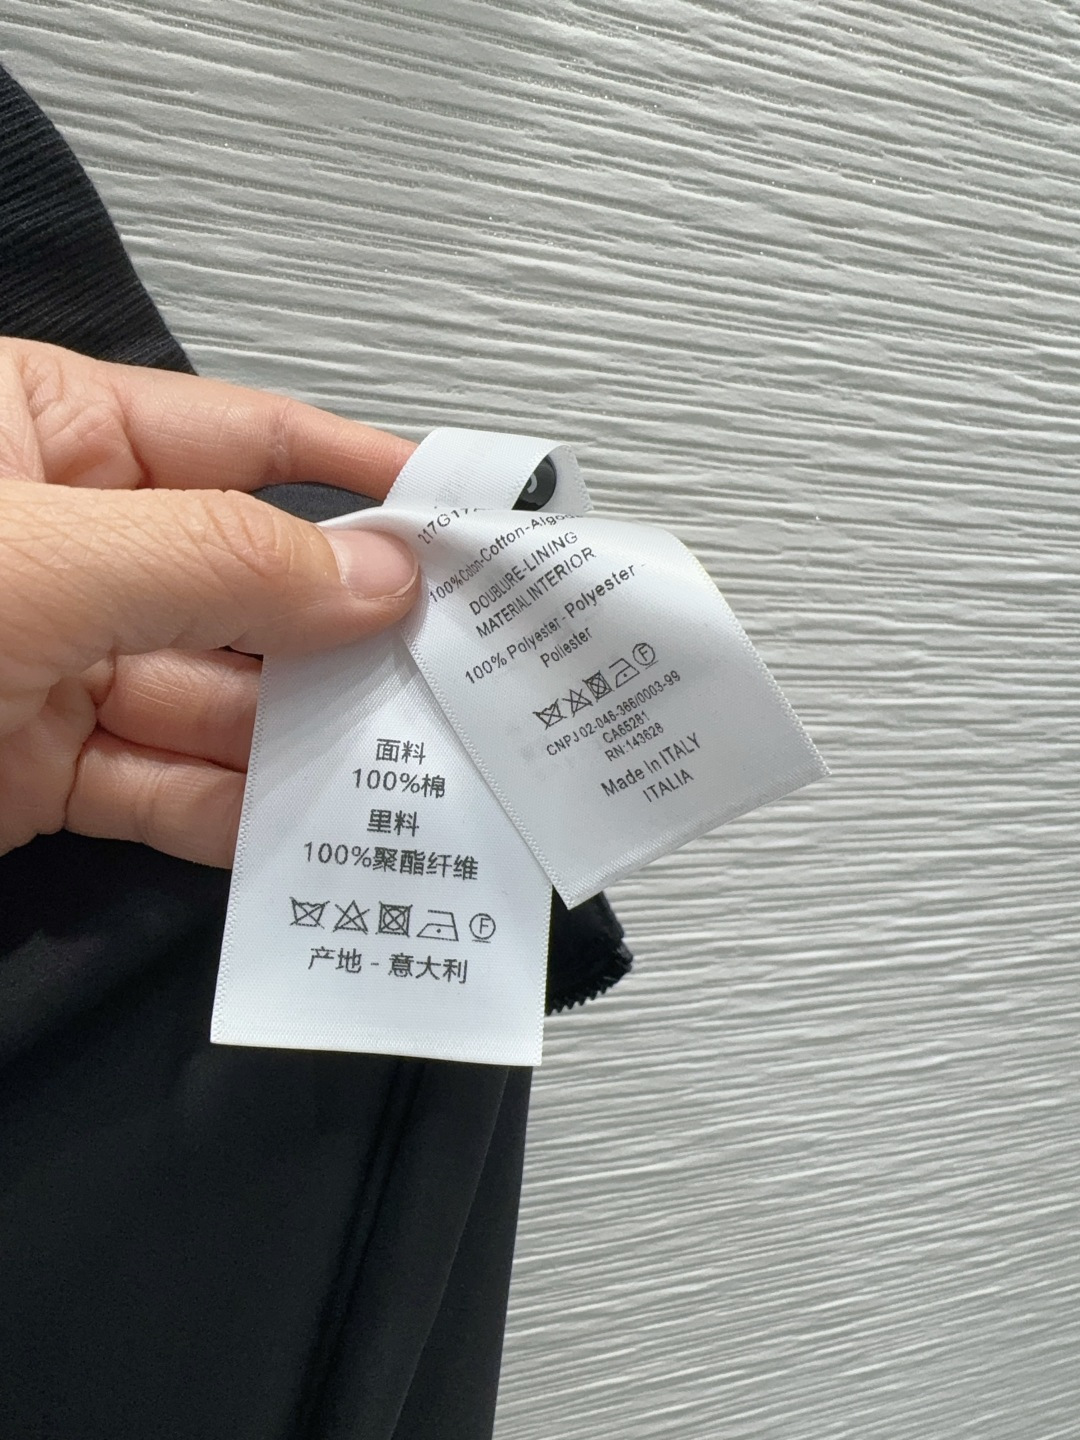 217G17
100%Coton-Cotton-Algod
DOUBLURE-LINING
MATERIAL INTERIOR
100% Polyester- Polyester -
Poliester
CNPJ 02-046-366/0003-99
CA65281
RN:143628
Made In ITALY
ITALIA
面料
100%棉
里料
100%聚酯纤维
F
产地 - 意大利